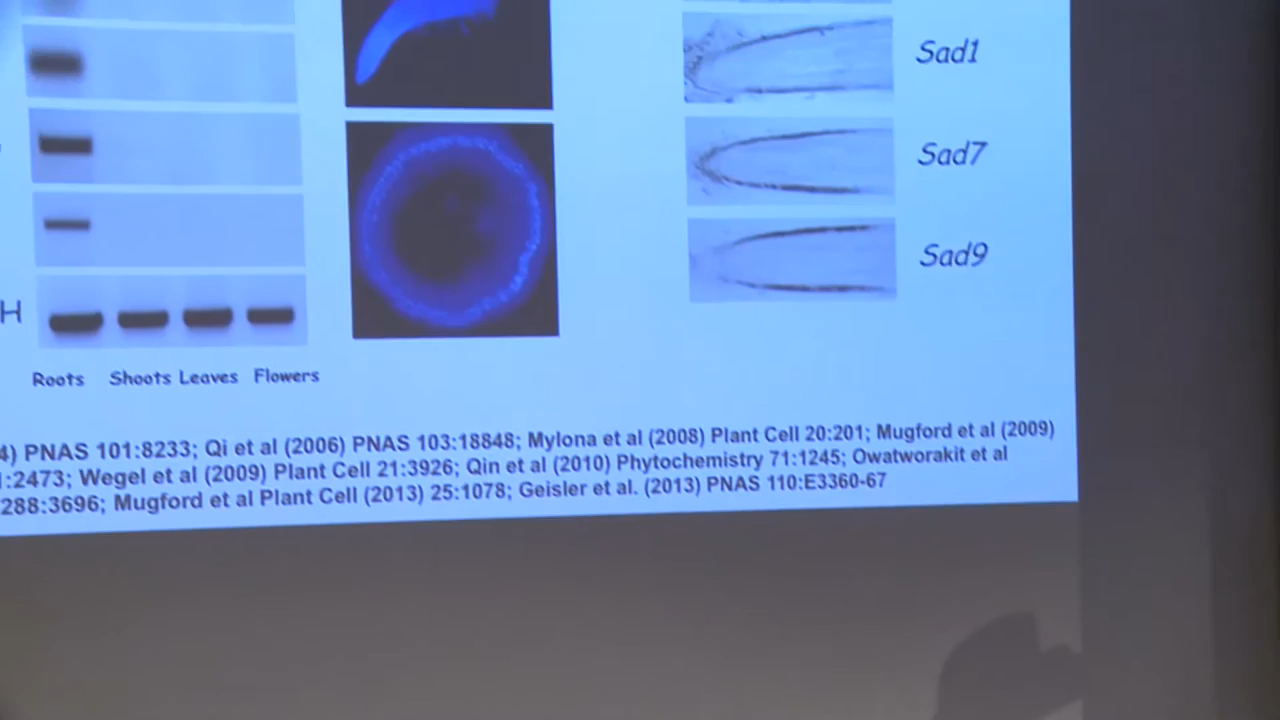 Sad1
Sad7
Sad9
H
Roots Shoots Leaves Flowers
4) PNAS 101:8233; Qi et al (2006) PNAS 103:18848; Mylona et al (2008) Plant Cell 20:201; Mugford et al (2009)
:2473; Wegel et al (2009) Plant Cell 21:3926; Qin et al (2010) Phytochemistry 71:1245; Owatworakit et al
288:3696; Mugford et al Plant Cell (2013) 25:1078; Geisler et al. (2013) PNAS 110:E3360-67